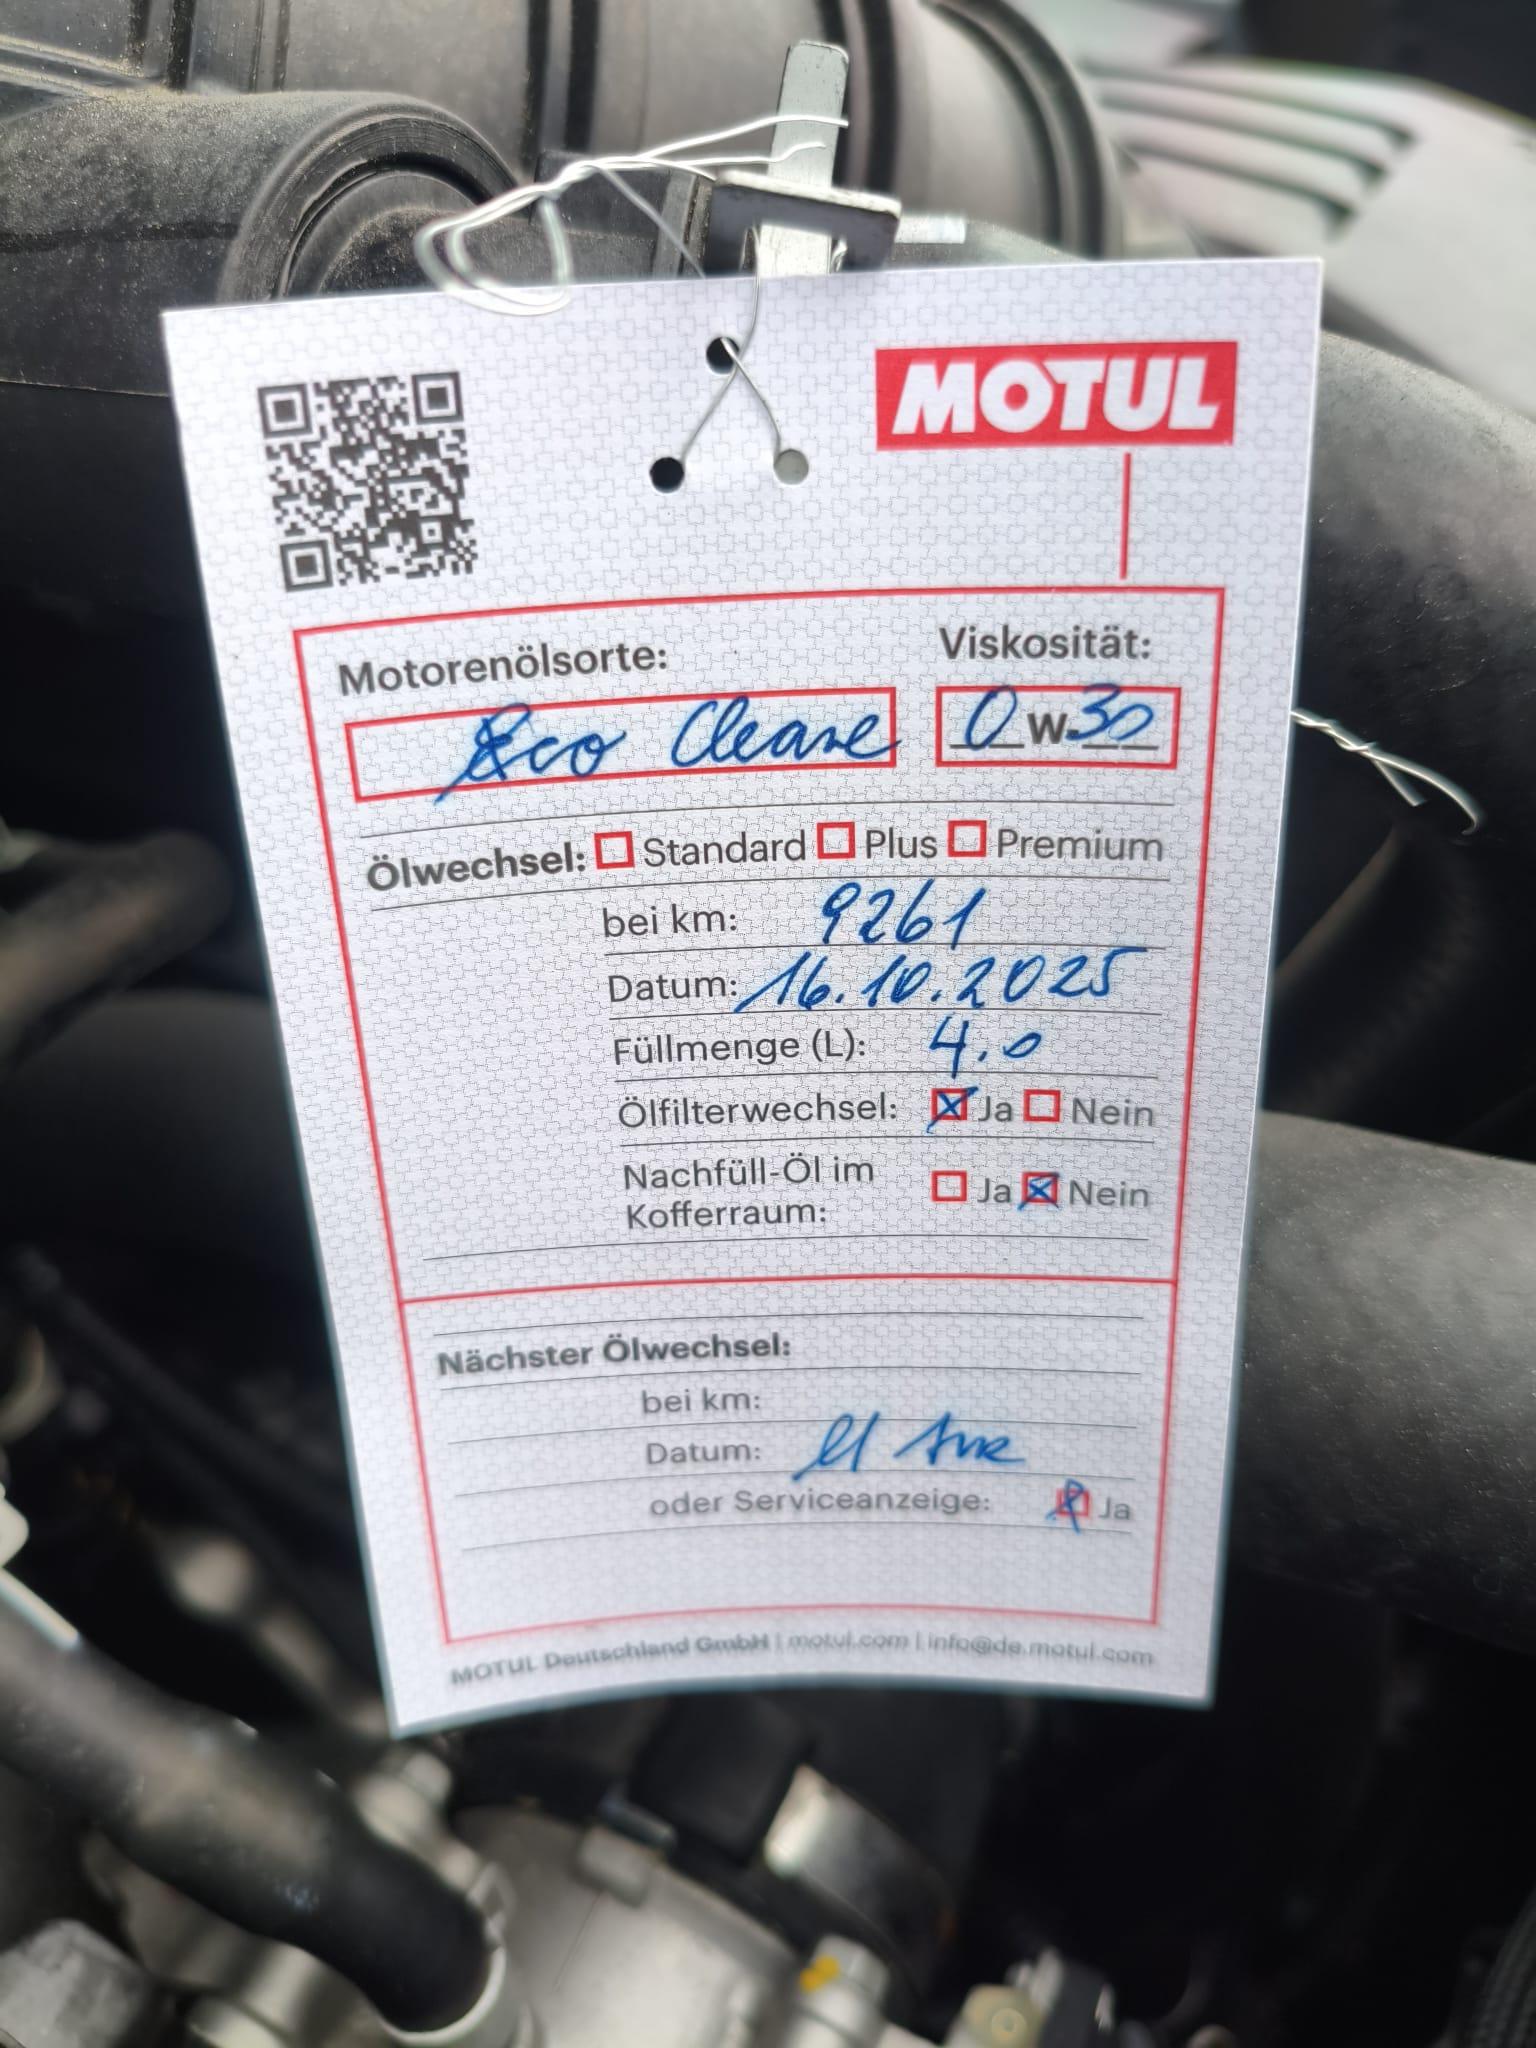 MOTUL
Motorenölsorte:
Viskosität:
Eco Cleane
0W-30
Ölwechsel: Standard Plus Premium
bei km: 9261
Datum: 16.10.2025
Füllmenge (L): 4.0
Ölfilterwechsel: Ja Nein
Nachfüll-Öl im
Kofferraum: Ja Nein
Nächster Ölwechsel:
bei km:
Datum:
oder Serviceanzeige: Ja
MOTUL Deutschland GmbH | motul.com | info@de.motul.com